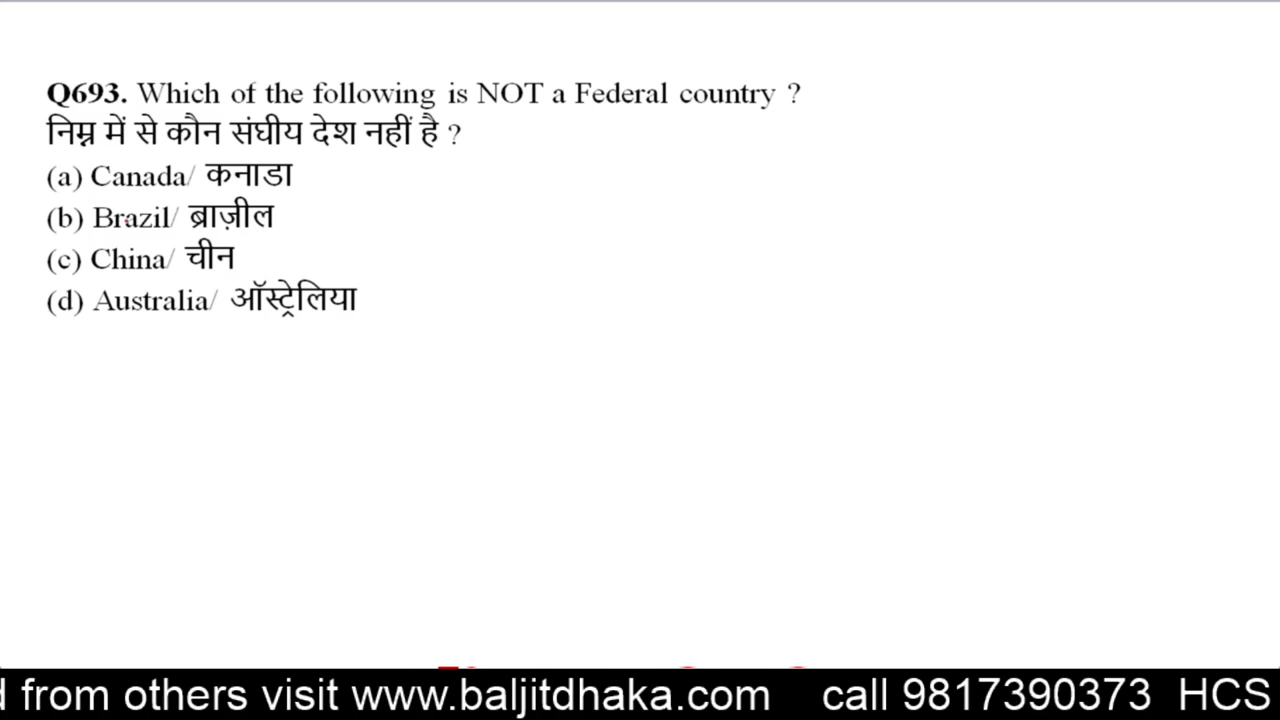 Q693. Which of the following is NOT a Federal country ?
निम्न में से कौन संघीय देश नहीं है ?
(a) Canada/ कनाडा
(b) Brazil/ ब्राज़ील
(c) China/ चीन
(d) Australia/ ऑस्ट्रेलिया
from others visit www.baljitdhaka.com call 9817390373 HCS